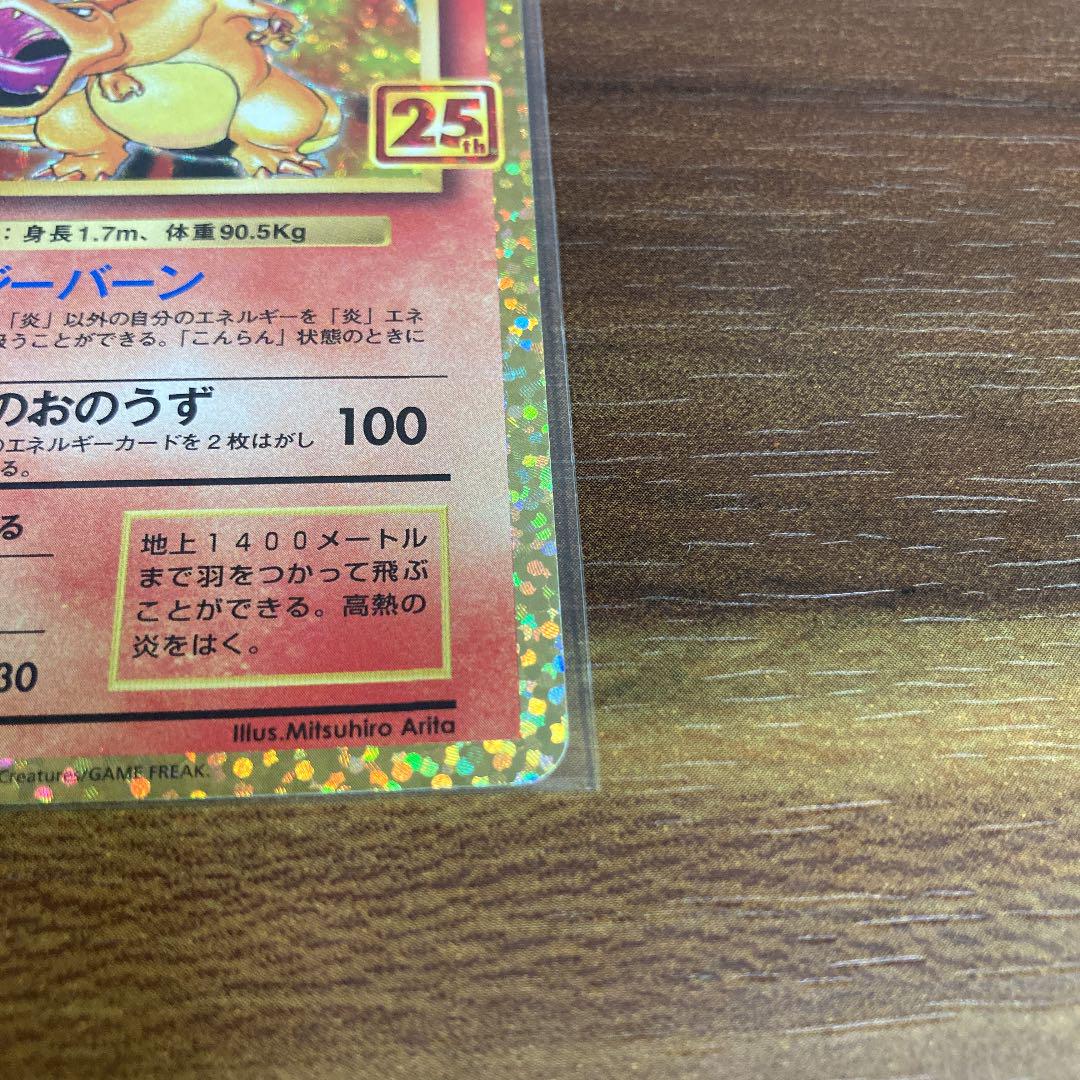 25th
：身長1.7m、体重90.5Kg
ジーバーン
「炎」以外の自分のエネルギーを「炎」エネ
扱うことができる。「こんらん」状態のときに
のおのうず 100
のエネルギーカードを２枚はがし
る。
る
地上１４００メートル
まで羽をつかって飛ぶ
ことができる。高熱の
炎をはく。
30
Illus.Mitsuhiro Arita
Creatures/GAME FREAK.